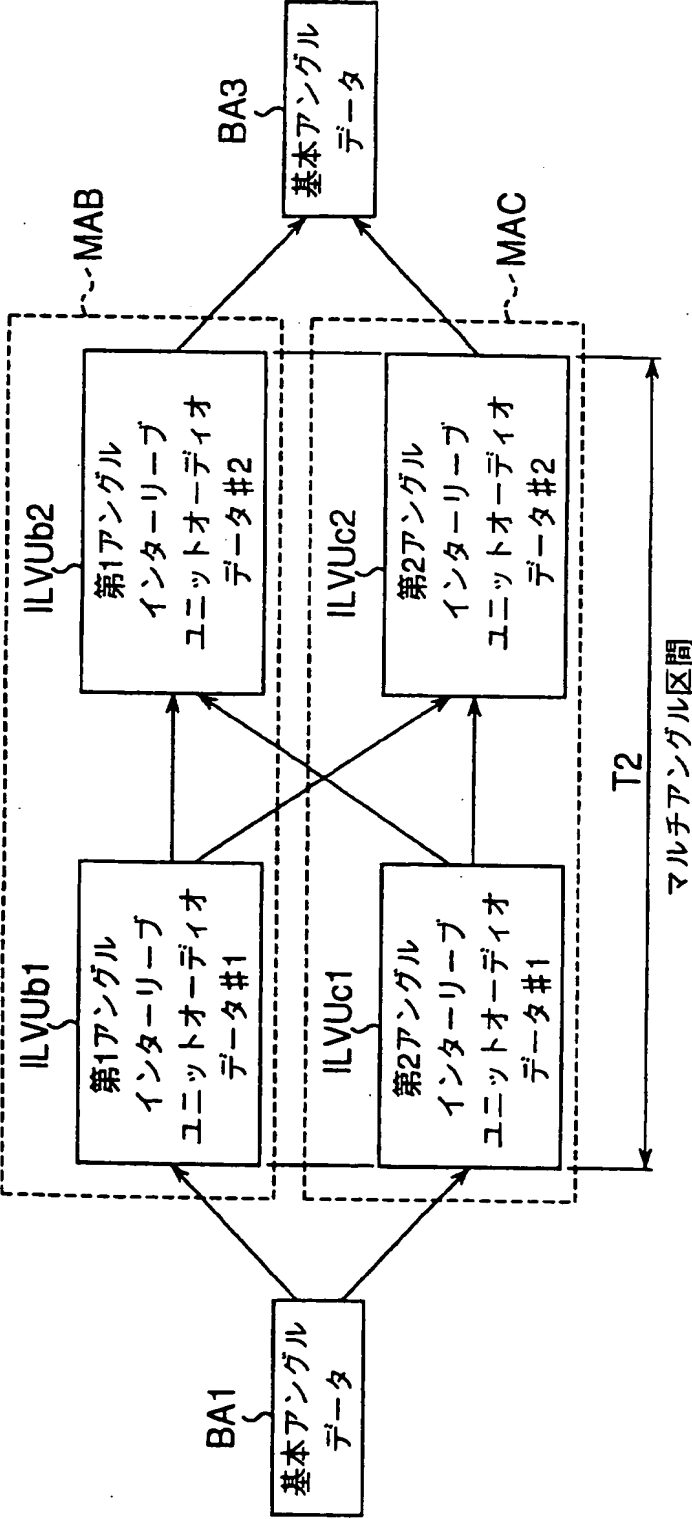 BA1
基本アングル
データ
MAB
ILVUb1
第1アングル
インターリーブ
ユニットオーディオ
データ#1
ILVUb2
第1アングル
インターリーブ
ユニットオーディオ
データ#2
MAC
ILVUc1
第2アングル
インターリーブ
ユニットオーディオ
データ#1
ILVUc2
第2アングル
インターリーブ
ユニットオーディオ
データ#2
BA3
基本アングル
データ
T2
マルチアングル区間